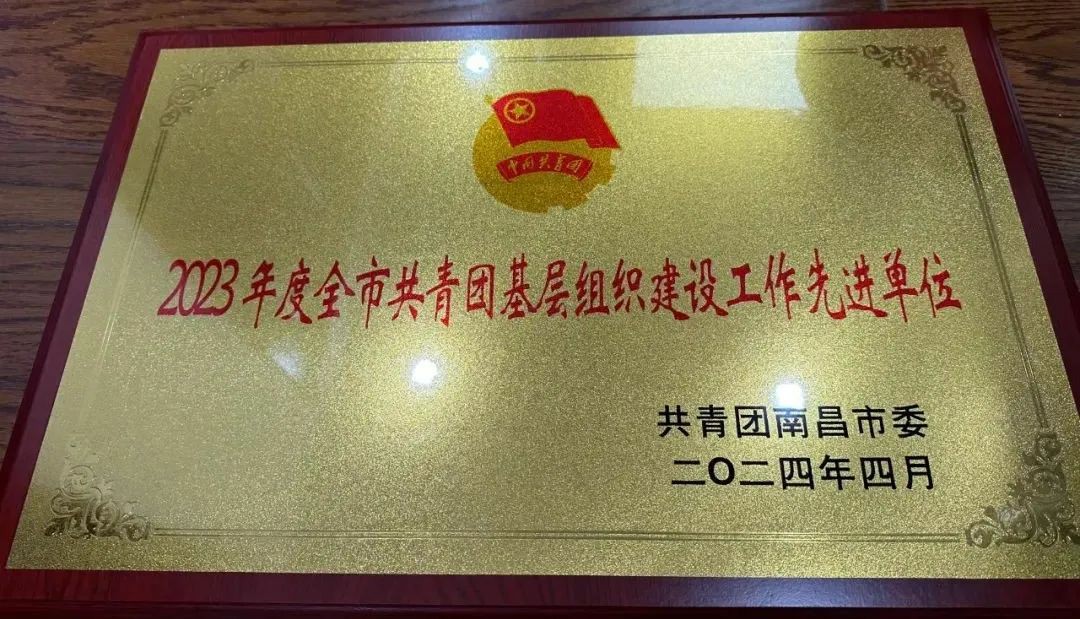 中国共青团
2023年度全市共青团基层组织建设工作先进单位
共青团南昌市委
二〇二四年四月